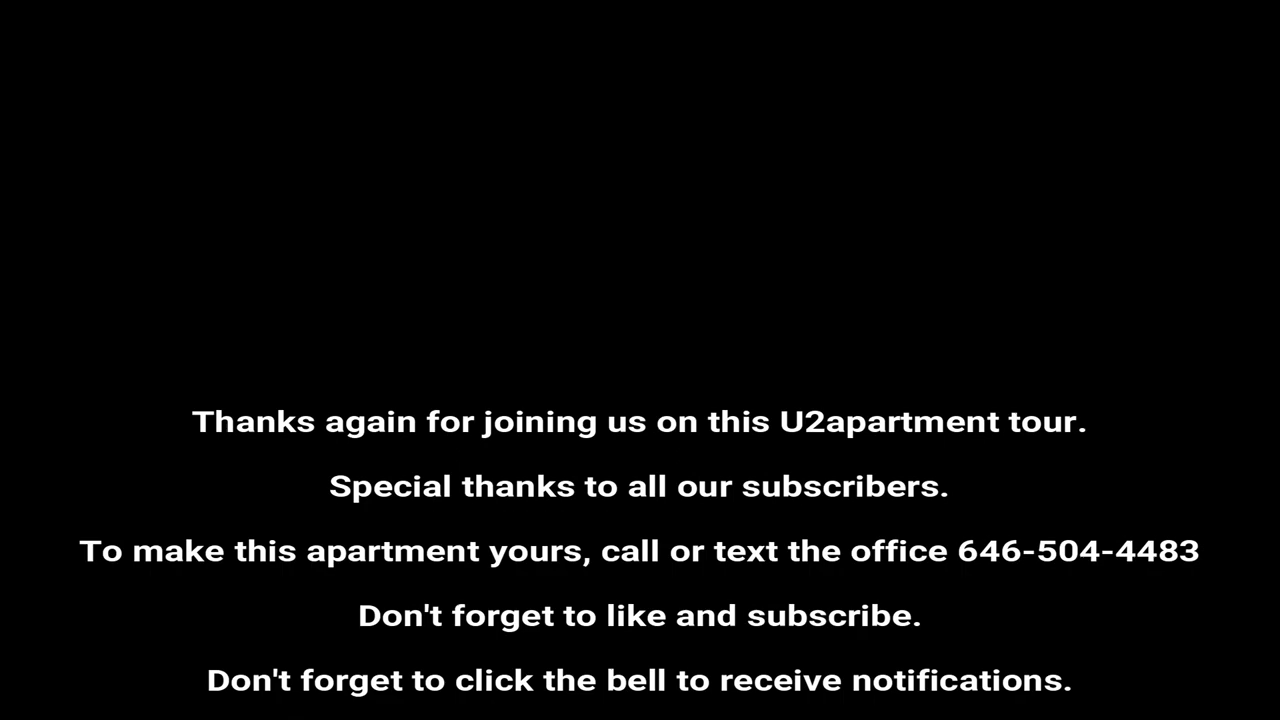 Thanks again for joining us on this U2apartment tour.
Special thanks to all our subscribers.
To make this apartment yours, call or text the office 646-504-4483
Don't forget to like and subscribe.
Don't forget to click the bell to receive notifications.